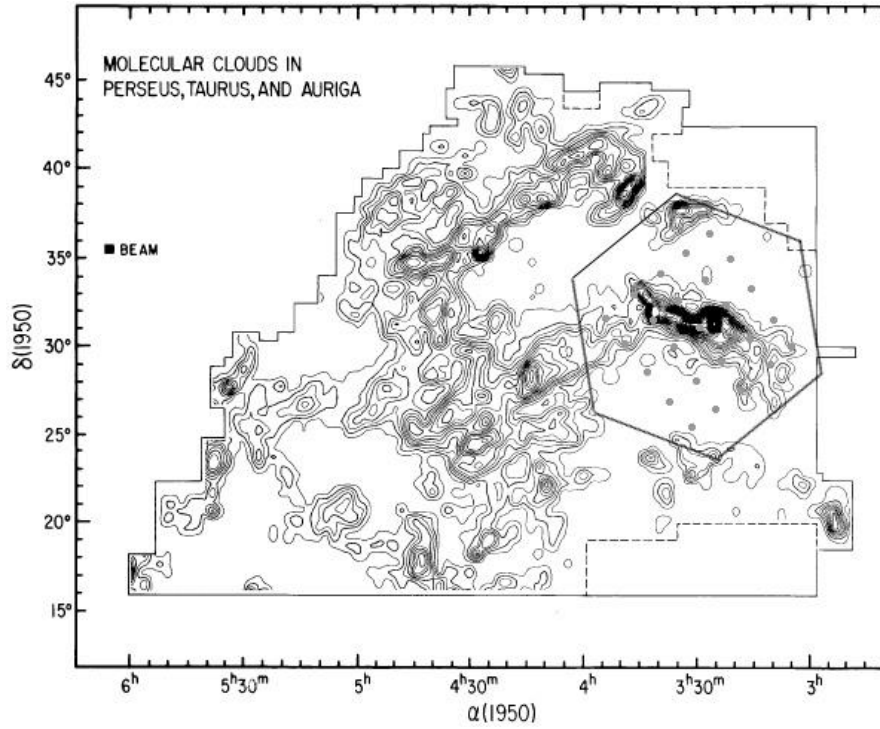 MOLECULAR CLOUDS IN
PERSEUS, TAURUS, AND AURIGA
45°
40°
35°
BEAM
30°
25°
20°
15°
δ(1950)
6ʰ 5ʰ30ᵐ 5ʰ 4ʰ30ᵐ 4ʰ 3ʰ30ᵐ 3ʰ
α(1950)